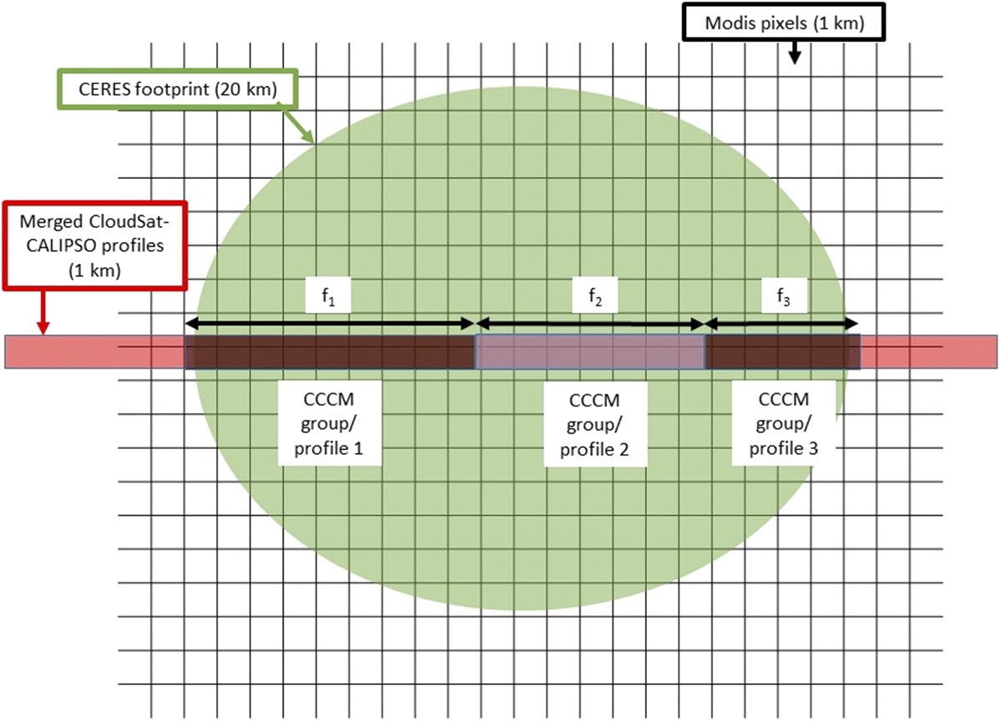 Modis pixels (1 km)
CERES footprint (20 km)
Merged CloudSat-
CALIPSO profiles
(1 km)
f₁
f₂
f₃
CCCM
group/
profile 1
CCCM
group/
profile 2
CCCM
group/
profile 3